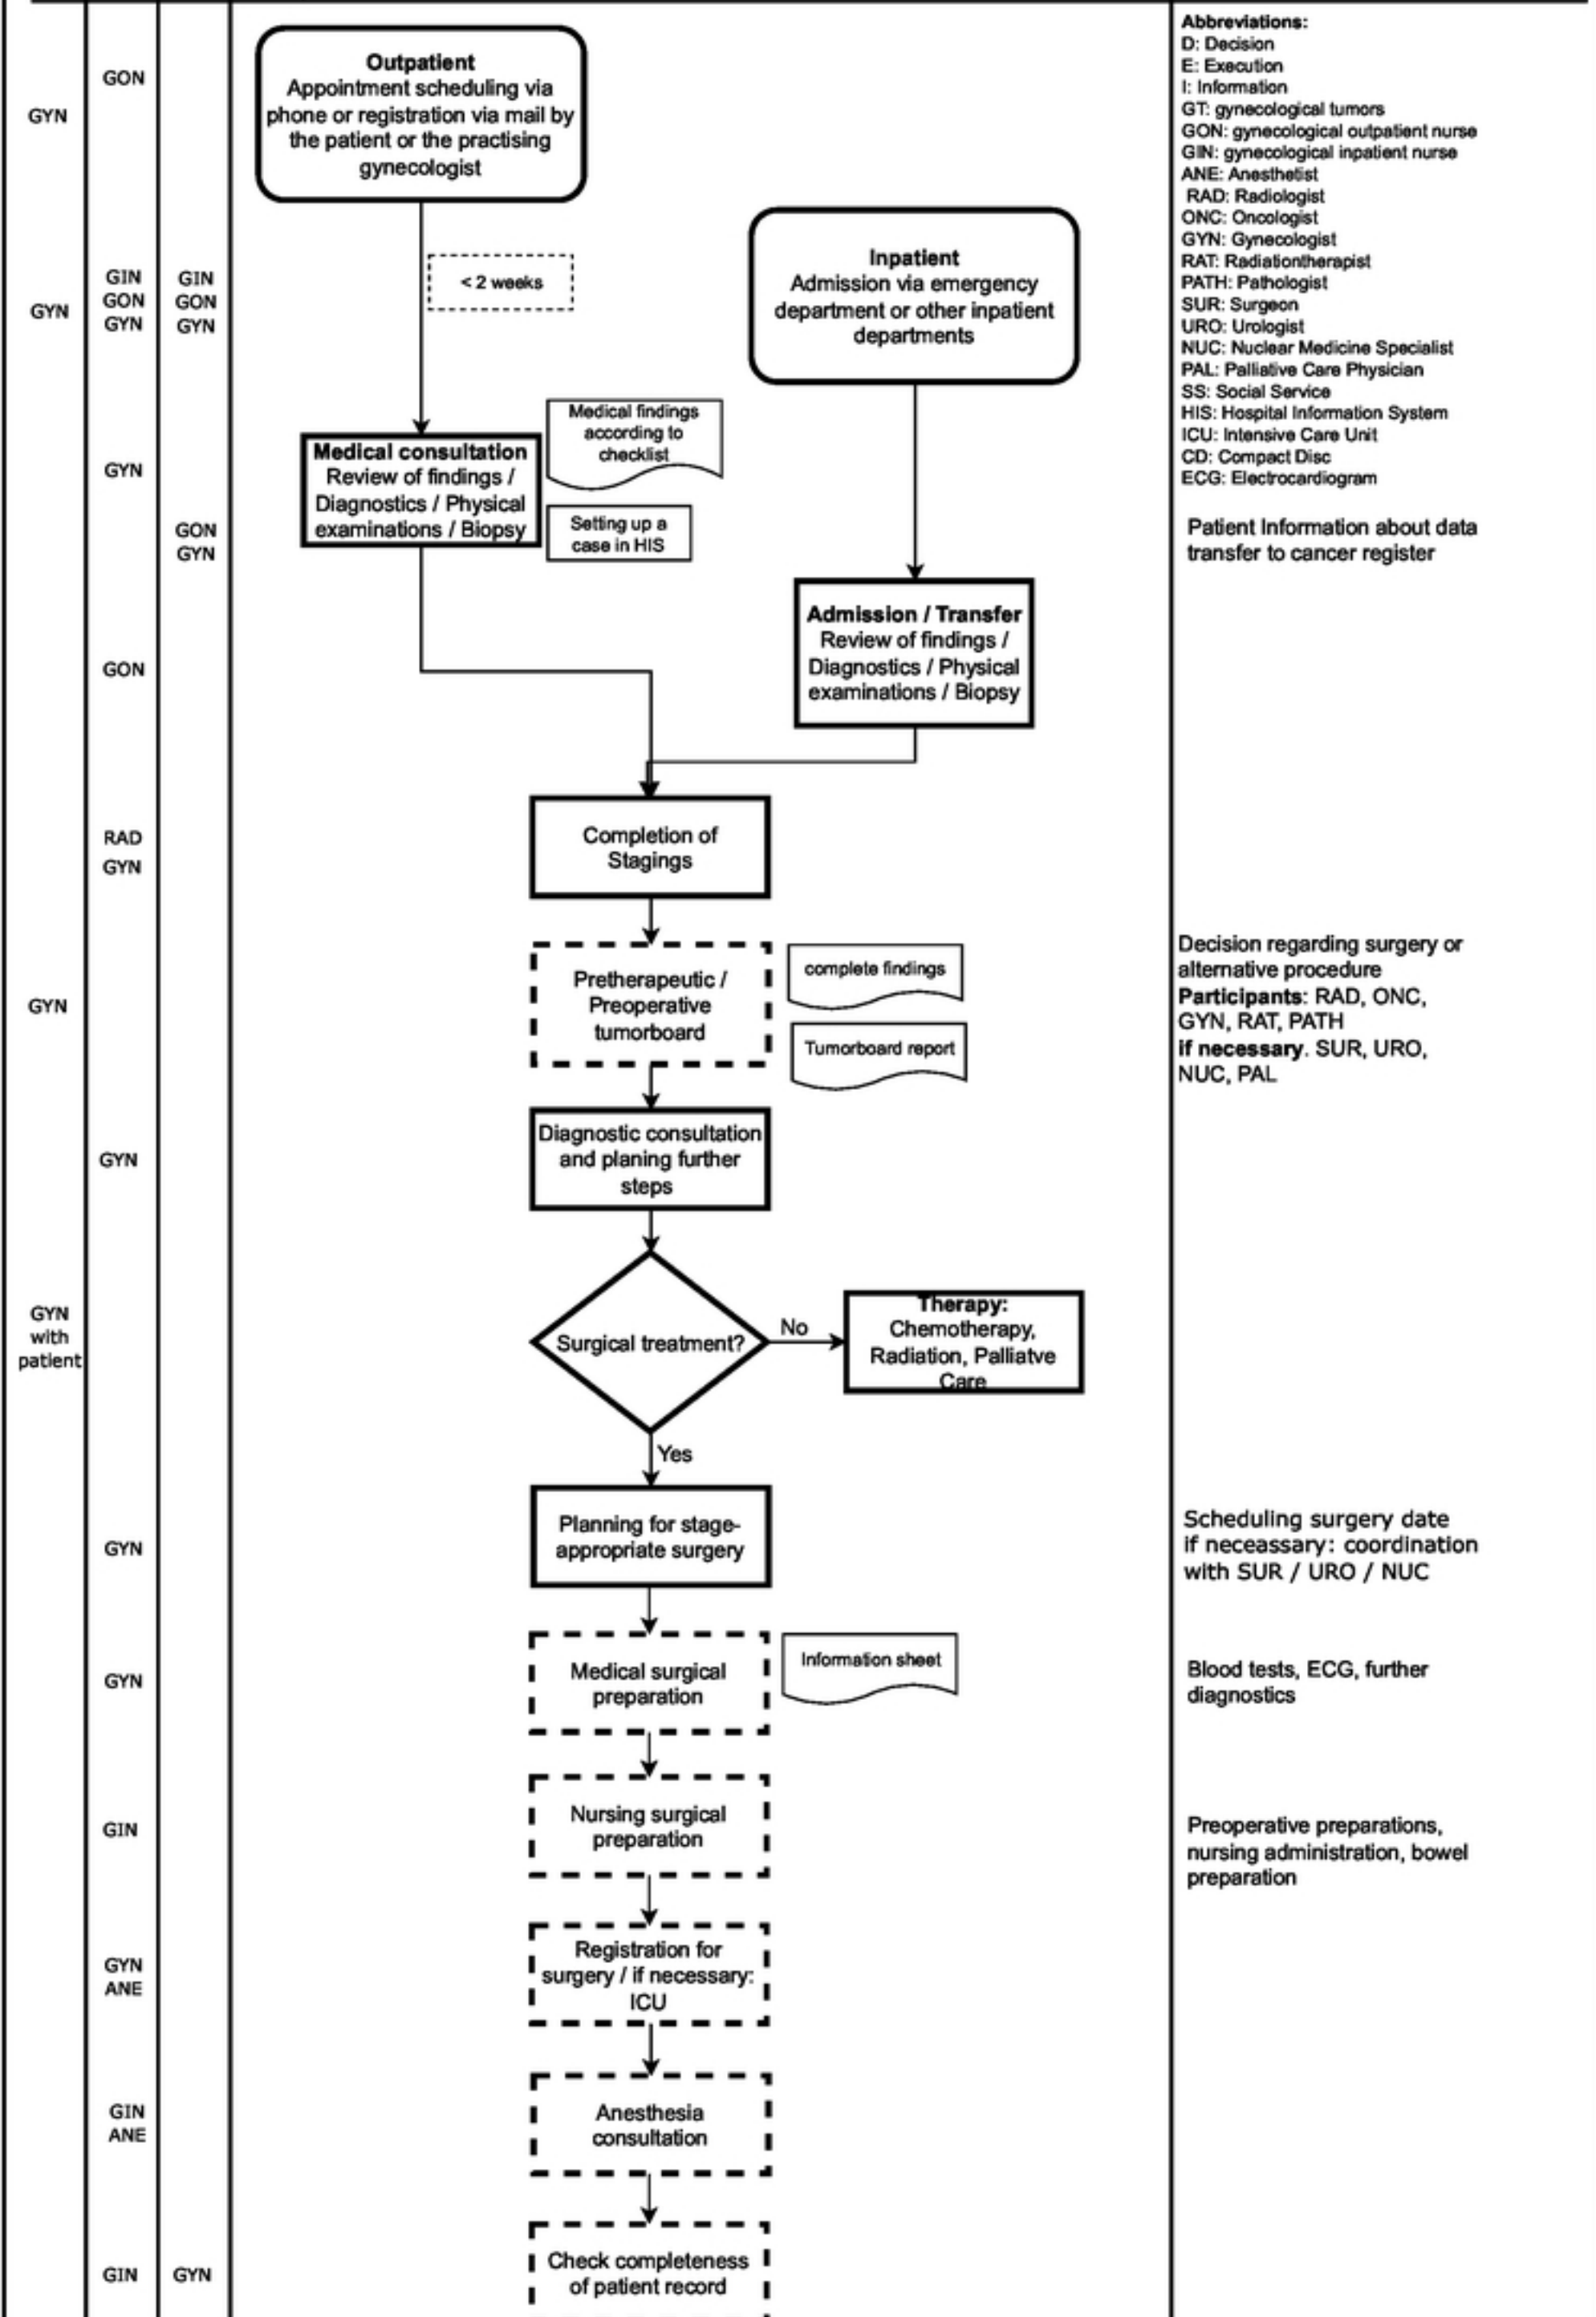 GYN
GON
Outpatient
Appointment scheduling via
phone or registration via mail by
the patient or the practising
gynecologist
Abbreviations:
D: Decision
E: Execution
I: Information
GT: gynecological tumors
GON: gynecological outpatient nurse
GIN: gynecological inpatient nurse
ANE: Anesthetist
RAD: Radiologist
ONC: Oncologist
GYN: Gynecologist
RAT: Radiationtherapist
PATH: Pathologist
SUR: Surgeon
URO: Urologist
NUC: Nuclear Medicine Specialist
PAL: Palliative Care Physician
SS: Social Service
HIS: Hospital Information System
ICU: Intensive Care Unit
CD: Compact Disc
ECG: Electrocardiogram
GYN
GIN
GON
GYN
GIN
GON
GYN
< 2 weeks
Inpatient
Admission via emergency
department or other inpatient
departments
GYN
Medical consultation
Review of findings /
Diagnostics / Physical
examinations / Biopsy
Medical findings
according to
checklist
Setting up a
case in HIS
GON
GYN
Patient Information about data
transfer to cancer register
GON
Admission / Transfer
Review of findings /
Diagnostics / Physical
examinations / Biopsy
RAD
GYN
Completion of
Stagings
GYN
Pretherapeutic /
Preoperative
tumorboard
complete findings
Tumorboard report
Decision regarding surgery or
alternative procedure
Participants: RAD, ONC,
GYN, RAT, PATH
if necessary. SUR, URO,
NUC, PAL
GYN
Diagnostic consultation
and planing further
steps
GYN
with
patient
Surgical treatment?
No
Therapy:
Chemotherapy,
Radiation, Palliatve
Care
Yes
GYN
Planning for stage-
appropriate surgery
Scheduling surgery date
if neceassary: coordination
with SUR / URO / NUC
GYN
Medical surgical
preparation
Information sheet
Blood tests, ECG, further
diagnostics
GIN
Nursing surgical
preparation
Preoperative preparations,
nursing administration, bowel
preparation
GYN
ANE
Registration for
surgery / if necessary:
ICU
GIN
ANE
Anesthesia
consultation
GIN
GYN
Check completeness
of patient record